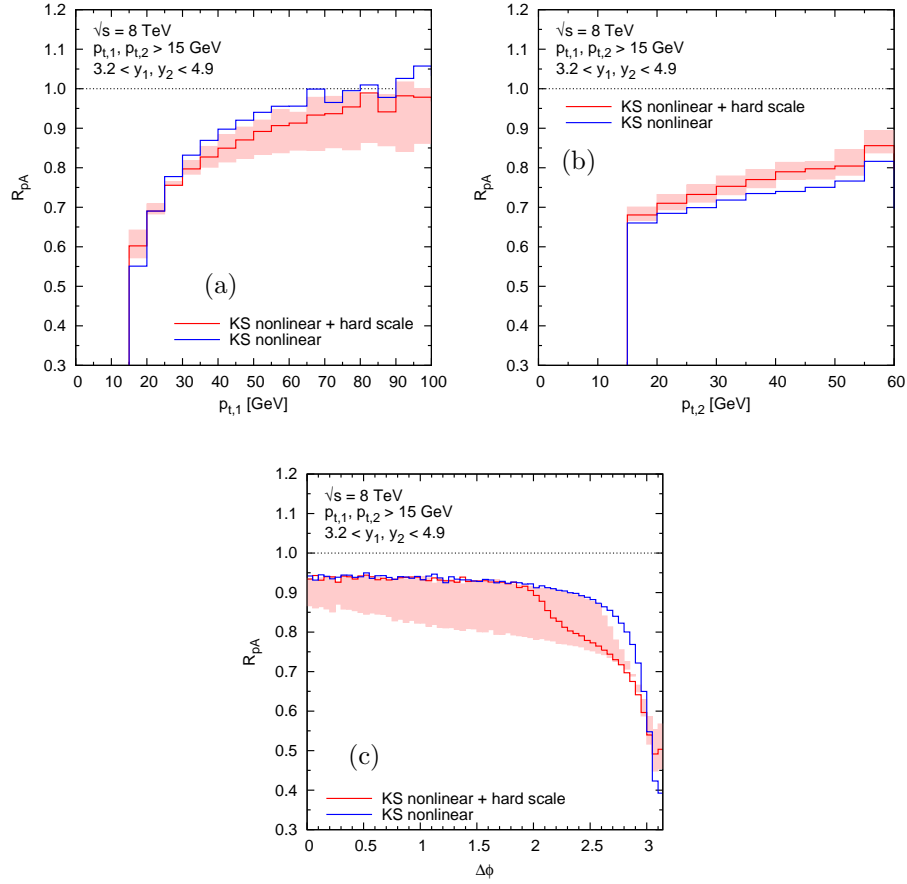 1.2
1.1
1.0
0.9
0.8
0.7
0.6
0.5
0.4
0.3
R_pA
√s = 8 TeV
p_t,1, p_t,2 > 15 GeV
3.2 < y_1, y_2 < 4.9
(a)
KS nonlinear + hard scale
KS nonlinear
0 10 20 30 40 50 60 70 80 90 100
p_t,1 [GeV]
1.2
1.1
1.0
0.9
0.8
0.7
0.6
0.5
0.4
0.3
R_pA
√s = 8 TeV
p_t,1, p_t,2 > 15 GeV
3.2 < y_1, y_2 < 4.9
KS nonlinear + hard scale
KS nonlinear
(b)
0 10 20 30 40 50 60
p_t,2 [GeV]
1.2
1.1
1.0
0.9
0.8
0.7
0.6
0.5
0.4
0.3
R_pA
√s = 8 TeV
p_t,1, p_t,2 > 15 GeV
3.2 < y_1, y_2 < 4.9
(c)
KS nonlinear + hard scale
KS nonlinear
0 0.5 1 1.5 2 2.5 3
Δϕ